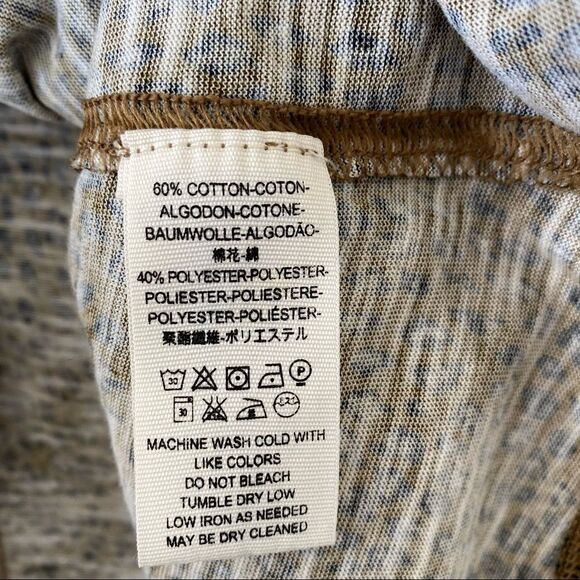 60% COTTON-COTON-
ALGODON-COTONE-
BAUMWOLLE-ALGODÃO-
棉花-綿
40% POLYESTER-POLYESTER-
POLIESTER-POLIESTERE-
POLYESTER-POLIÉSTER-
聚酯纖維-ポリエステル
30 P
30
MACHINE WASH COLD WITH
LIKE COLORS
DO NOT BLEACH
TUMBLE DRY LOW
LOW IRON AS NEEDED
MAY BE DRY CLEANED